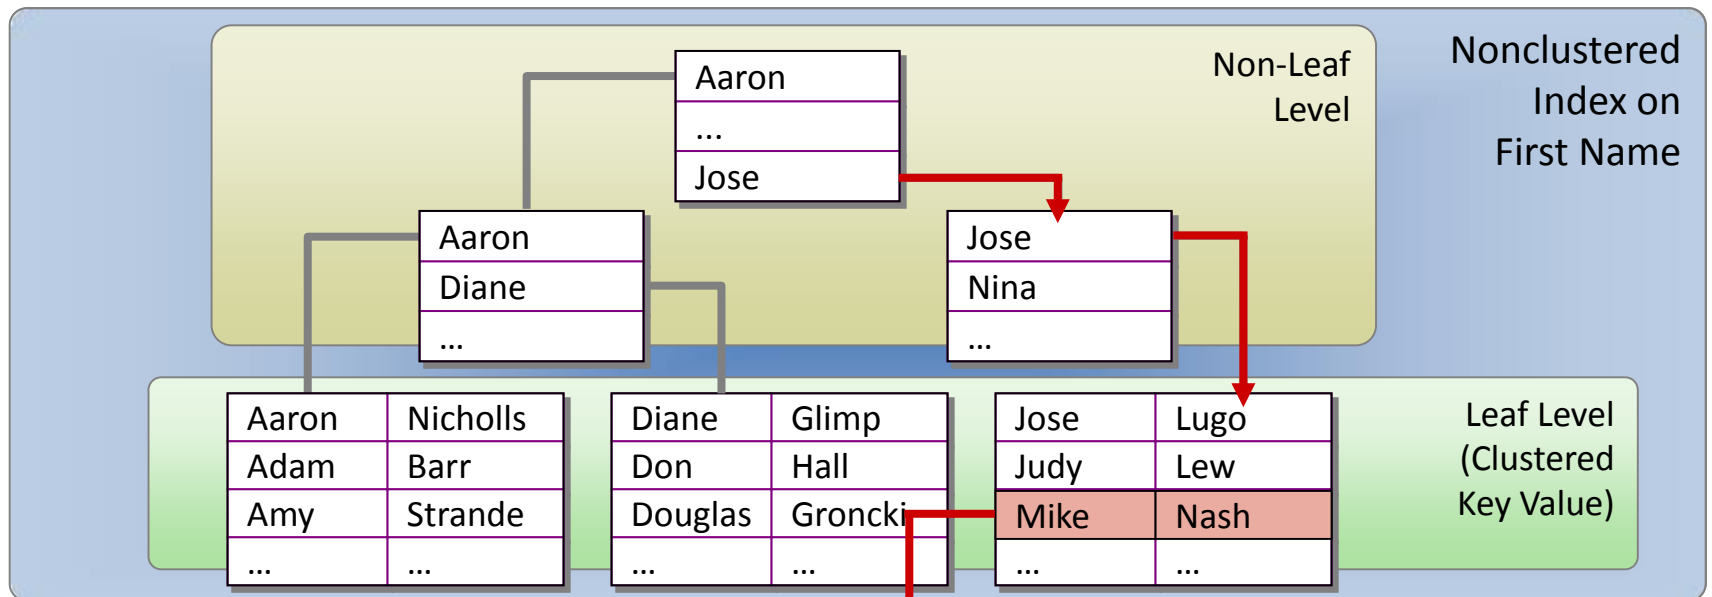 Nonclustered
Index on
First Name
Non-Leaf
Level
Aaron
...
Jose
Aaron
Diane
...
Jose
Nina
...
Leaf Level
(Clustered
Key Value)
Aaron Nicholls
Adam Barr
Amy Strande
... ...
Diane Glimp
Don Hall
Douglas Groncki
... ...
Jose Lugo
Judy Lew
Mike Nash
... ...